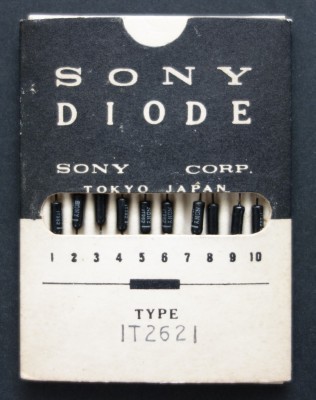 SONY
DIODE
SONY CORP.
TOKYO JAPAN
1 2 3 4 5 6 7 8 9 10
TYPE
1T2621